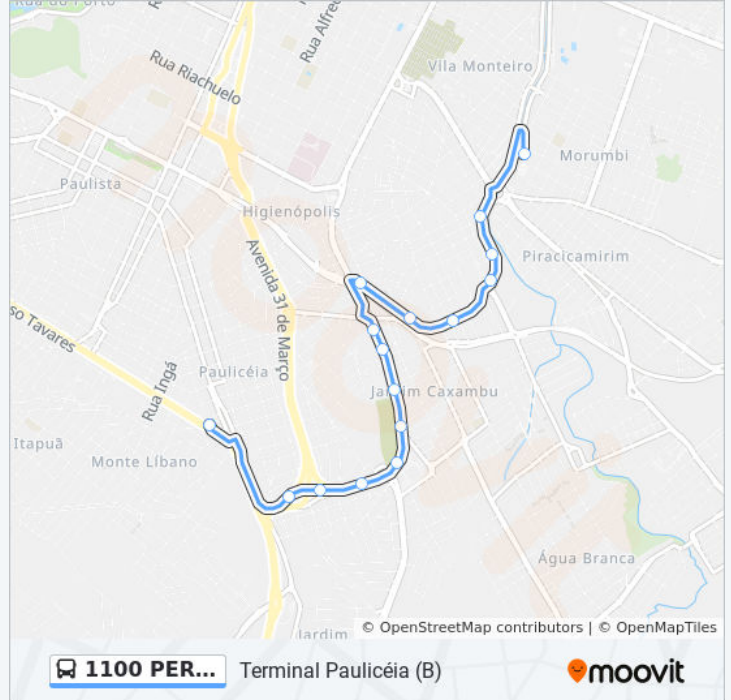 Rua do Porto
Rua Riachuelo
Rua Alfre
Vila Monteiro
Morumbi
Paulista
Higienópolis
Piracicamirim
Avenida 31 de Março
so Tavares
Paulicéia
Rua Ingá
Jardim Caxambu
Itapuã
Monte Líbano
Água Branca
Jardim
© OpenStreetMap contributors | © OpenMapTiles
1100 PER...
Terminal Paulicéia (B)
moovit